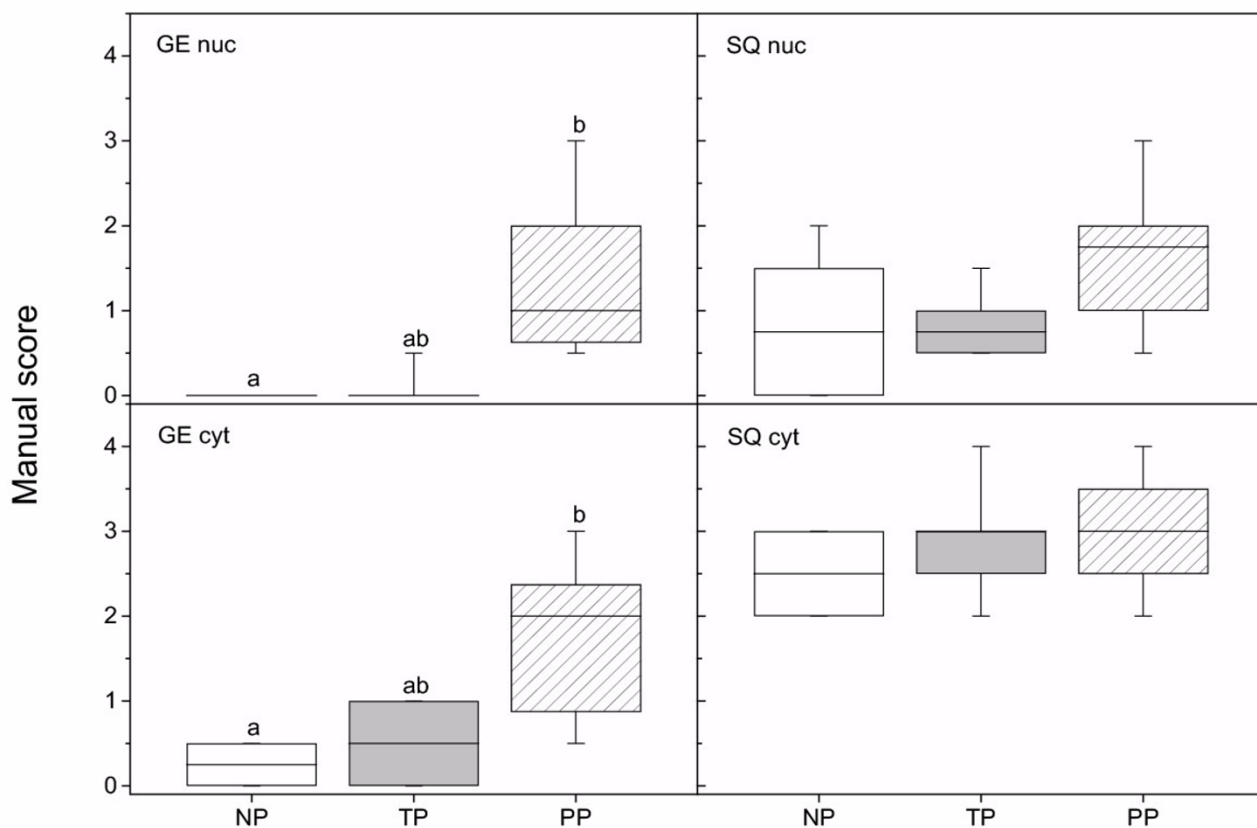 Manual score
GE nuc
SQ nuc
4
3
2
1
0
a
ab
b
GE cyt
SQ cyt
4
3
2
1
0
a
ab
b
NP TP PP
NP TP PP